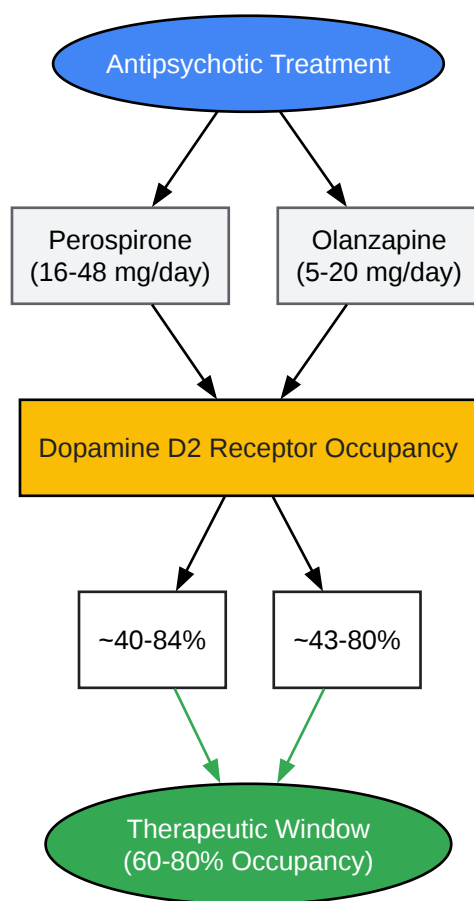 Antipsychotic Treatment
Perospirone
(16-48 mg/day)
Olanzapine
(5-20 mg/day)
Dopamine D2 Receptor Occupancy
~40-84%
~43-80%
Therapeutic Window
(60-80% Occupancy)